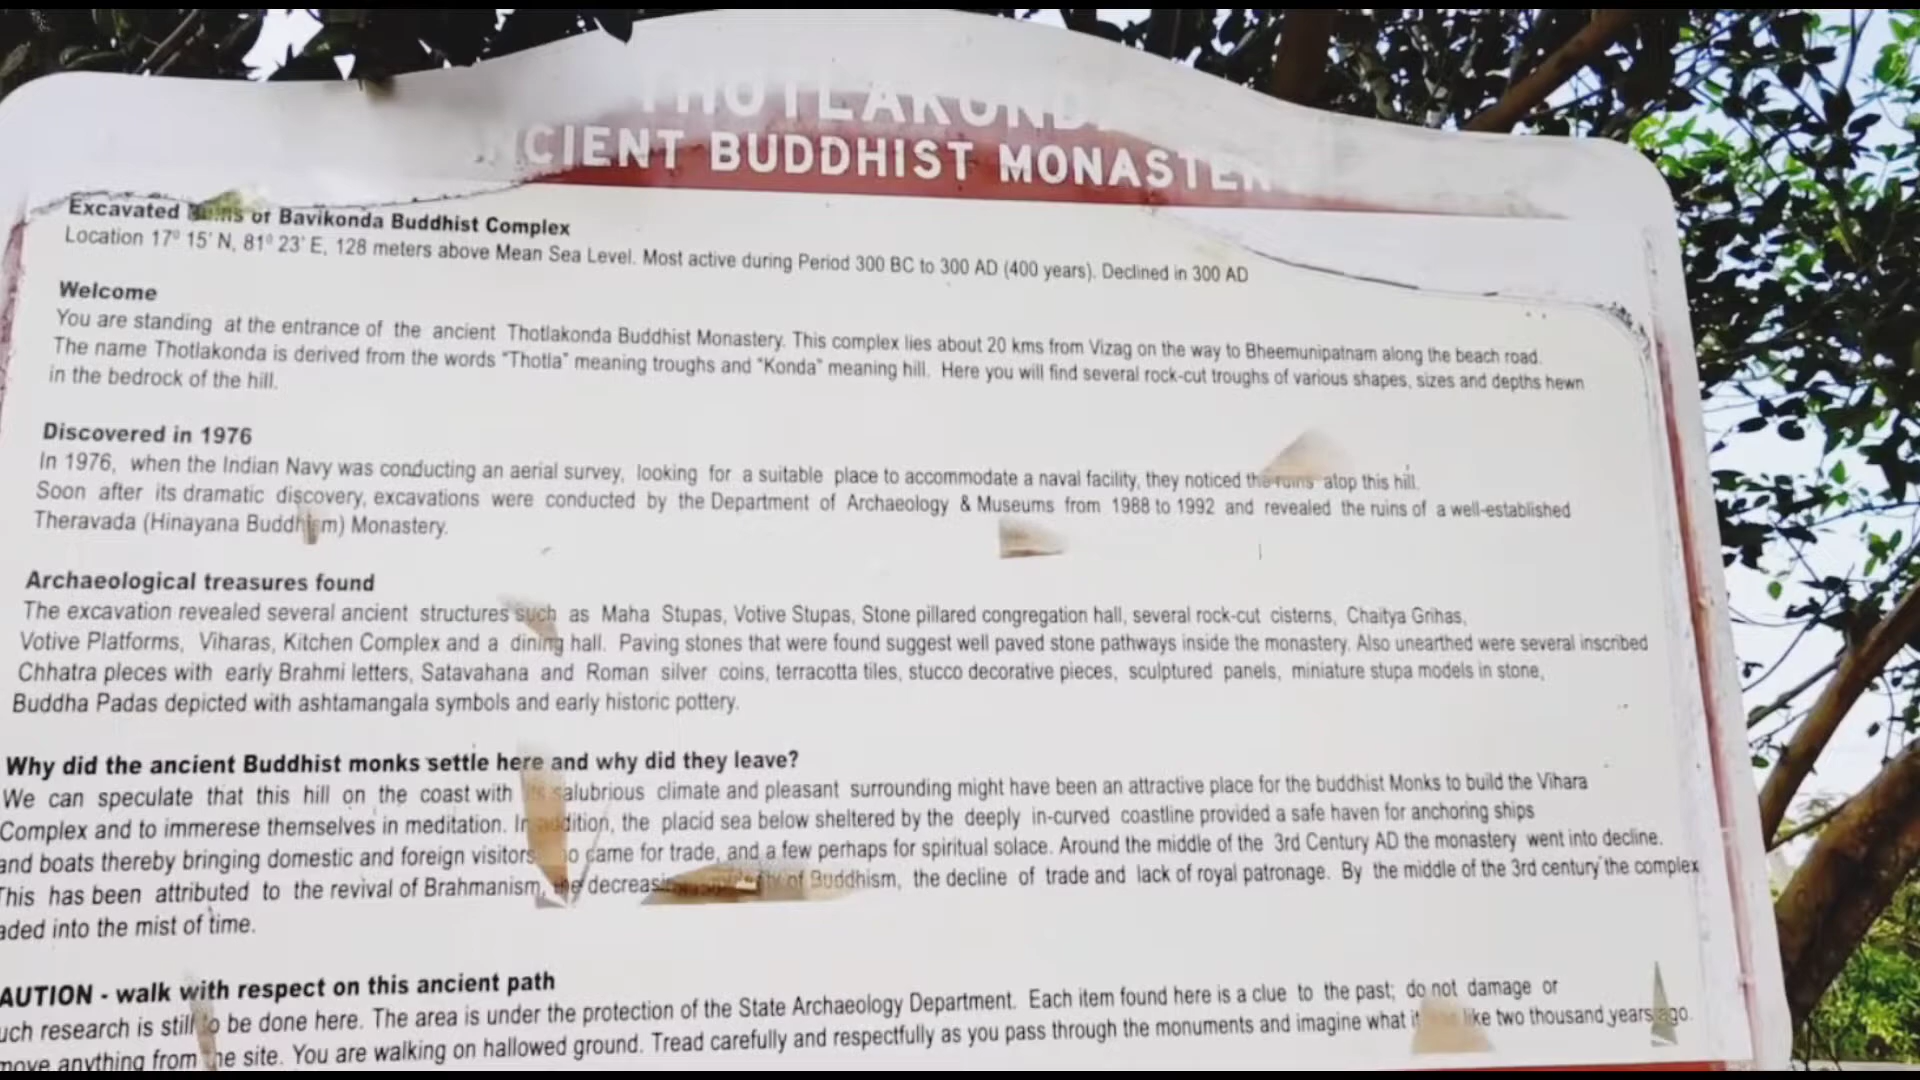 THOTLAKOND
NCIENT BUDDHIST MONASTER
Excavated Ruins of Bavikonda Buddhist Complex
Location 17º 15' N, 81º 23' E, 128 meters above Mean Sea Level. Most active during Period 300 BC to 300 AD (400 years). Declined in 300 AD
Welcome
You are standing at the entrance of the ancient Thotlakonda Buddhist Monastery. This complex lies about 20 kms from Vizag on the way to Bheemunipatnam along the beach road.
The name Thotlakonda is derived from the words "Thotla" meaning troughs and "Konda" meaning hill. Here you will find several rock-cut troughs of various shapes, sizes and depths hewn
in the bedrock of the hill.
Discovered in 1976
In 1976, when the Indian Navy was conducting an aerial survey, looking for a suitable place to accommodate a naval facility, they noticed the ruins atop this hill.
Soon after its dramatic discovery, excavations were conducted by the Department of Archaeology & Museums from 1988 to 1992 and revealed the ruins of a well-established
Theravada (Hinayana Buddhism) Monastery.
Archaeological treasures found
The excavation revealed several ancient structures such as Maha Stupas, Votive Stupas, Stone pillared congregation hall, several rock-cut cisterns, Chaitya Grihas,
Votive Platforms, Viharas, Kitchen Complex and a dining hall. Paving stones that were found suggest well paved stone pathways inside the monastery. Also unearthed were several inscribed
Chhatra pieces with early Brahmi letters, Satavahana and Roman silver coins, terracotta tiles, stucco decorative pieces, sculptured panels, miniature stupa models in stone,
Buddha Padas depicted with ashtamangala symbols and early historic pottery.
Why did the ancient Buddhist monks settle here and why did they leave?
We can speculate that this hill on the coast with its salubrious climate and pleasant surrounding might have been an attractive place for the buddhist Monks to build the Vihara
Complex and to immerese themselves in meditation. In addition, the placid sea below sheltered by the deeply in-curved coastline provided a safe haven for anchoring ships
and boats thereby bringing domestic and foreign visitors came for trade, and a few perhaps for spiritual solace. Around the middle of the 3rd Century AD the monastery went into decline.
This has been attributed to the revival of Brahmanism, the decreasing of Buddhism, the decline of trade and lack of royal patronage. By the middle of the 3rd century the complex
aded into the mist of time.
AUTION - walk with respect on this ancient path
uch research is still to be done here. The area is under the protection of the State Archaeology Department. Each item found here is a clue to the past; do not damage or
move anything from the site. You are walking on hallowed ground. Tread carefully and respectfully as you pass through the monuments and imagine what it like two thousand years ago.